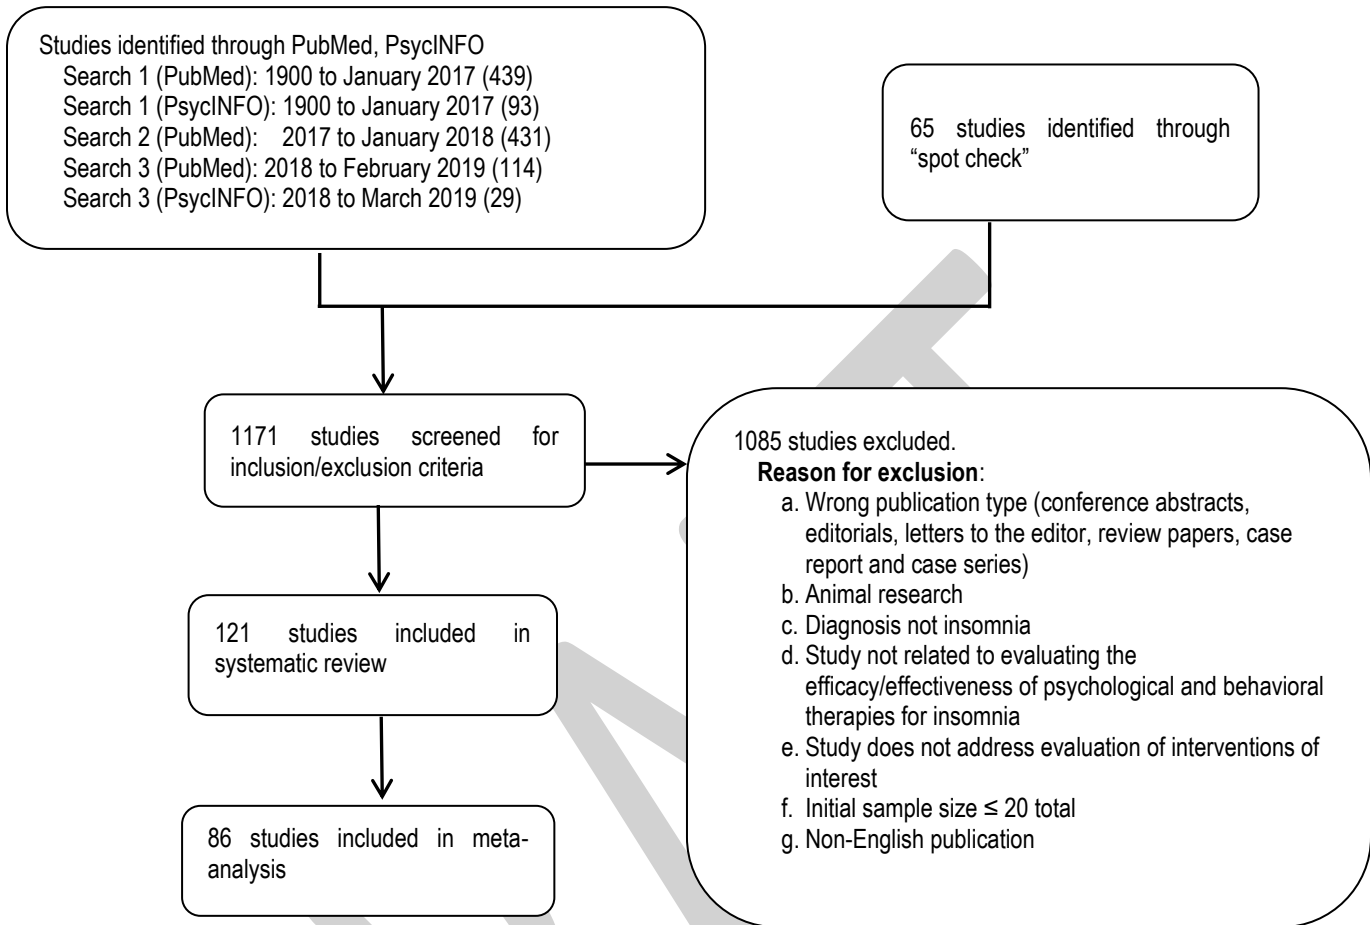 Studies identified through PubMed, PsycINFO
Search 1 (PubMed): 1900 to January 2017 (439)
Search 1 (PsycINFO): 1900 to January 2017 (93)
Search 2 (PubMed): 2017 to January 2018 (431)
Search 3 (PubMed): 2018 to February 2019 (114)
Search 3 (PsycINFO): 2018 to March 2019 (29)
65 studies identified through
“spot check”
1171 studies screened for
inclusion/exclusion criteria
1085 studies excluded.
Reason for exclusion:
a. Wrong publication type (conference abstracts,
editorials, letters to the editor, review papers, case
report and case series)
b. Animal research
c. Diagnosis not insomnia
d. Study not related to evaluating the
efficacy/effectiveness of psychological and behavioral
therapies for insomnia
e. Study does not address evaluation of interventions of
interest
f. Initial sample size ≤ 20 total
g. Non-English publication
121 studies included in
systematic review
86 studies included in meta-
analysis